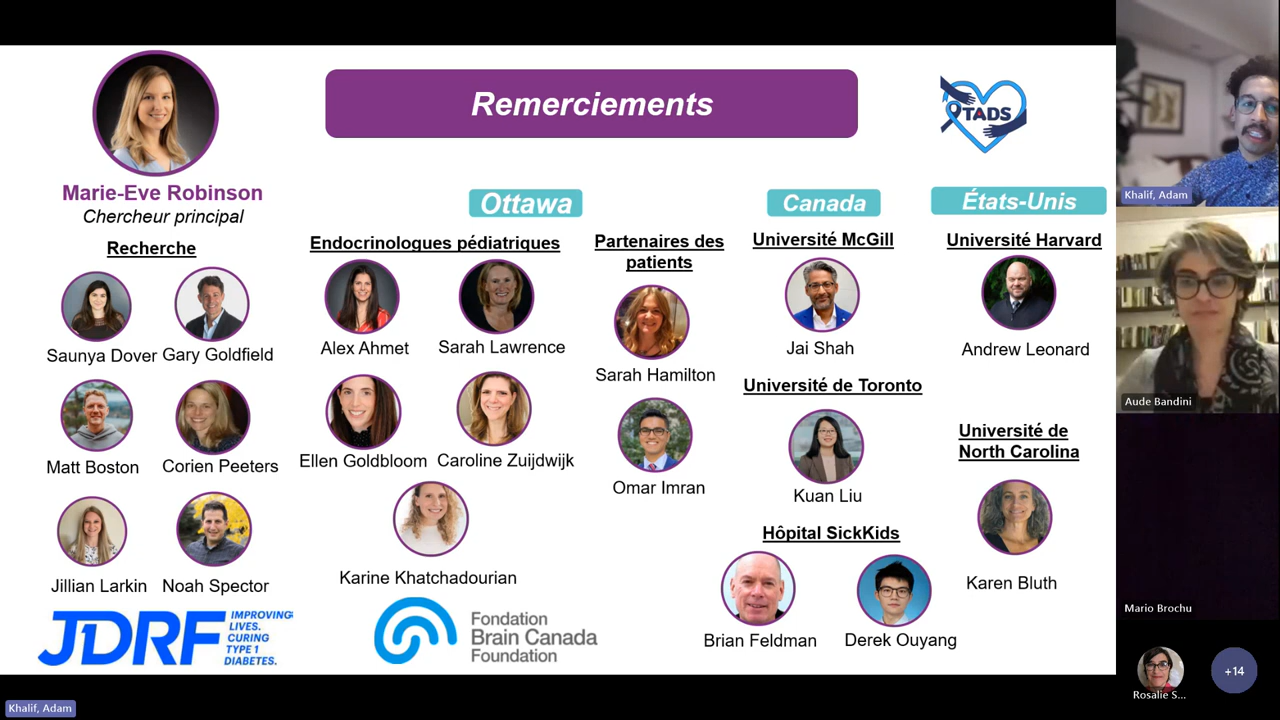 Remerciements
TADS
Marie-Eve Robinson
Chercheur principal
Recherche
Saunya Dover
Gary Goldfield
Matt Boston
Corien Peeters
Jillian Larkin
Noah Spector
JDRF
IMPROVING
LIVES.
CURING
TYPE 1
DIABETES.
Ottawa
Endocrinologues pédiatriques
Alex Ahmet
Sarah Lawrence
Ellen Goldbloom
Caroline Zuijdwijk
Karine Khatchadourian
Fondation
Brain Canada
Foundation
Partenaires des
patients
Sarah Hamilton
Omar Imran
Canada
Université McGill
Jai Shah
Université de Toronto
Kuan Liu
Hôpital SickKids
Brian Feldman
Derek Ouyang
États-Unis
Université Harvard
Andrew Leonard
Université de
North Carolina
Karen Bluth
Khalif, Adam
Aude Bandini
Mario Brochu
Rosalie S...
+14
Khalif, Adam